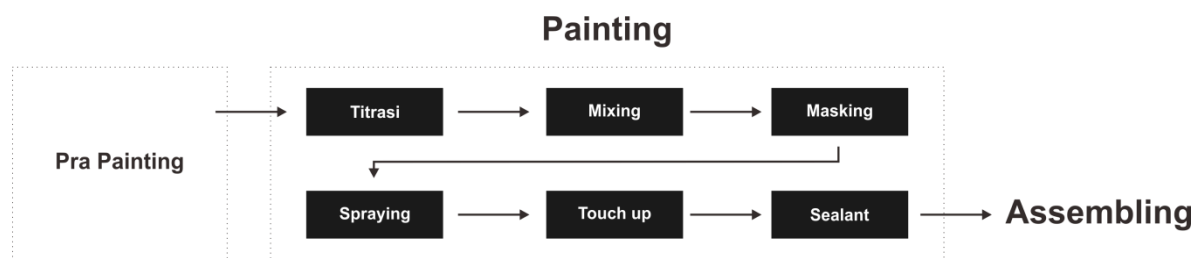 Painting
Pra Painting
Titrasi
Mixing
Masking
Spraying
Touch up
Sealant
Assembling